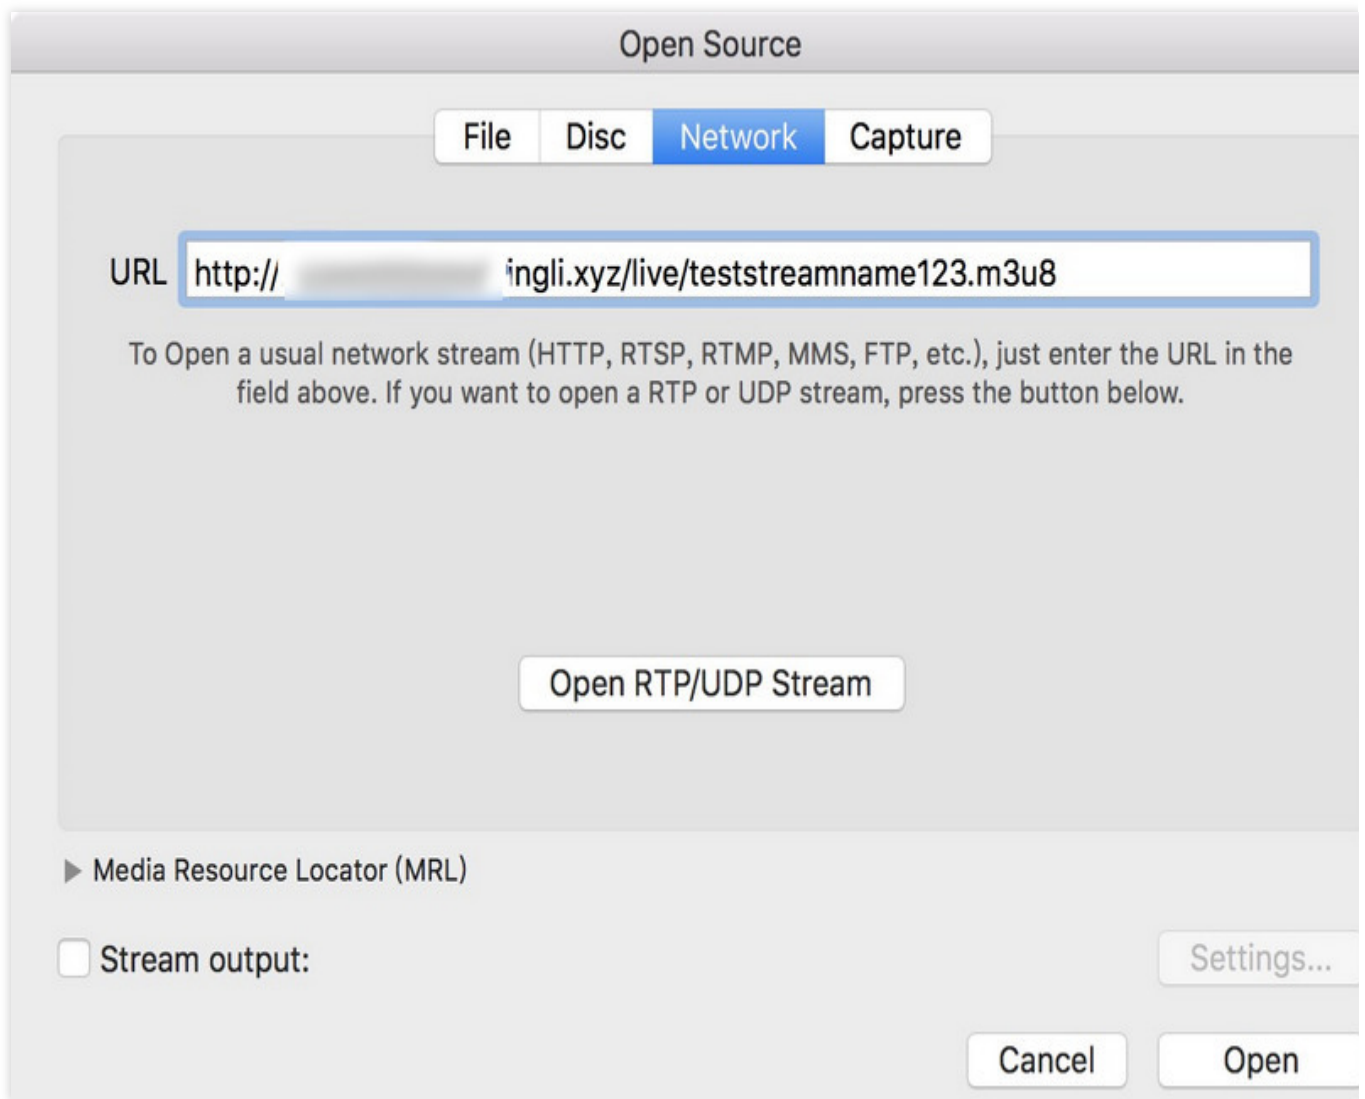 Open Source
File Disc Network Capture
URL http:// ingli.xyz/live/teststreamname123.m3u8
To Open a usual network stream (HTTP, RTSP, RTMP, MMS, FTP, etc.), just enter the URL in the
field above. If you want to open a RTP or UDP stream, press the button below.
Open RTP/UDP Stream
Media Resource Locator (MRL)
Stream output: Settings...
Cancel Open